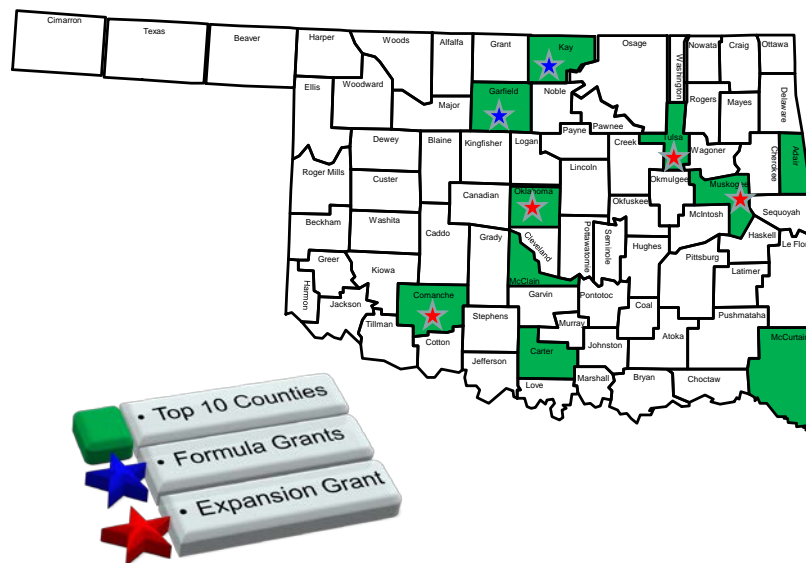 Cimarron
Texas
Beaver
Harper
Woods
Alfalfa
Grant
Kay
Osage
Washington
Nowata
Craig
Ottawa
Ellis
Woodward
Major
Garfield
Noble
Pawnee
Rogers
Mayes
Delaware
Dewey
Blaine
Kingfisher
Logan
Payne
Creek
Tulsa
Wagoner
Cherokee
Adair
Roger Mills
Custer
Canadian
Oklahoma
Lincoln
Okfuskee
Okmulgee
Muskogee
Sequoyah
Beckham
Washita
Caddo
Grady
Cleveland
Pottawatomie
Seminole
Hughes
McIntosh
Haskell
Le Flore
Greer
Kiowa
McClain
Pittsburg
Latimer
Harmon
Jackson
Comanche
Garvin
Pontotoc
Coal
Pushmataha
Tillman
Cotton
Stephens
Murray
Johnston
Atoka
McCurtain
Jefferson
Carter
Love
Marshall
Bryan
Choctaw
• Top 10 Counties
• Formula Grants
• Expansion Grant